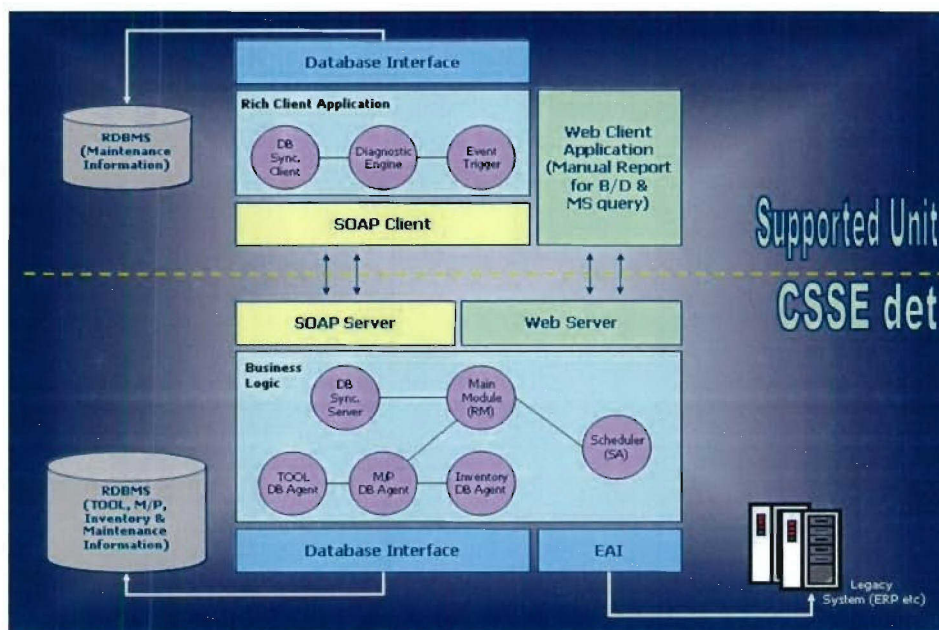 Database Interface
Rich Client Application
DB
Sync.
Client
Diagnostic
Engine
Event
Trigger
SOAP Client
RDBMS
(Maintenance
Information)
Web Client
Application
(Manual Report
for B/D &
MS query)
Supported Unit
CSSE det
SOAP Server
Web Server
Business
Logic
DB
Sync.
Server
Main
Module
(RM)
Scheduler
(SA)
TOOL
DB Agent
M/P
DB Agent
Inventory
DB Agent
RDBMS
(TOOL, M/P,
Inventory &
Maintenance
Information)
Database Interface
EAI
Legacy
System (ERP etc)